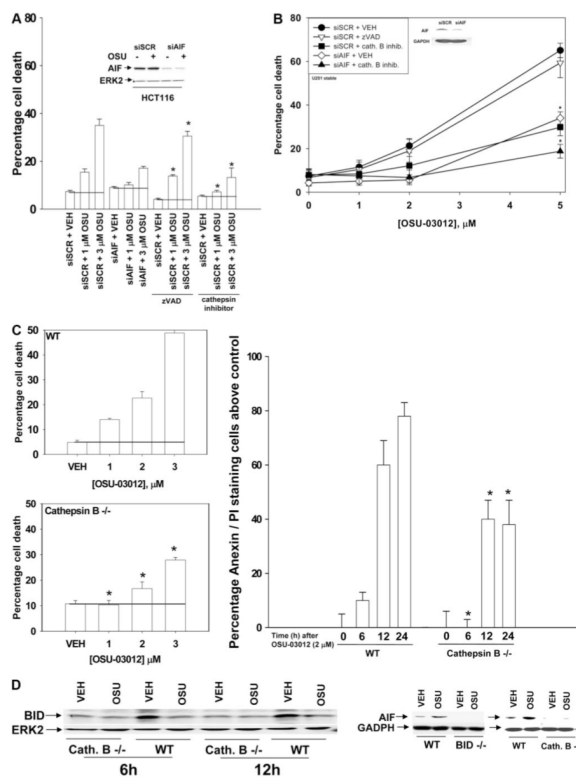 A
siSCR siAIF
OSU - + - +
AIF
ERK2
HCT116
Percentage cell death
80
60
40
20
0
* * * *
siSCR + VEH
siSCR + 1 μM OSU
siSCR + 3 μM OSU
siAIF + VEH
siAIF + 1 μM OSU
siAIF + 3 μM OSU
siSCR + VEH
siSCR + 1 μM OSU
siSCR + 3 μM OSU
siSCR + VEH
siSCR + 1 μM OSU
siSCR + 3 μM OSU
zVAD
cathepsin
inhibitor
B
siSCR + VEH
siSCR + zVAD
siSCR + cath. B inhib.
siAIF + VEH
siAIF + cath. B inhib.
U251 stable
siSCR siAIF
AIF
GAPDH
Percentage cell death
80
70
60
50
40
30
20
10
0
* *
0 1 2 3 4 5
[OSU-03012], μM
C
WT
Percentage cell death
50
40
30
20
10
0
VEH 1 2 3
[OSU-03012], μM
Cathepsin B -/-
Percentage cell death
50
40
30
20
10
0
* * *
VEH 1 2 3
[OSU-03012] μM
Percentage Anexin / PI staining cells above control
100
80
60
40
20
0
* * *
Time (h) after
OSU-03012 (2 μM)
0 6 12 24 0 6 12 24
WT Cathepsin B -/-
D
VEH OSU VEH OSU VEH OSU VEH OSU
BID
ERK2
Cath. B -/- WT Cath. B -/- WT
6h 12h
VEH OSU VEH OSU VEH OSU VEH OSU
AIF
GADPH
WT BID -/- WT Cath. B -/-